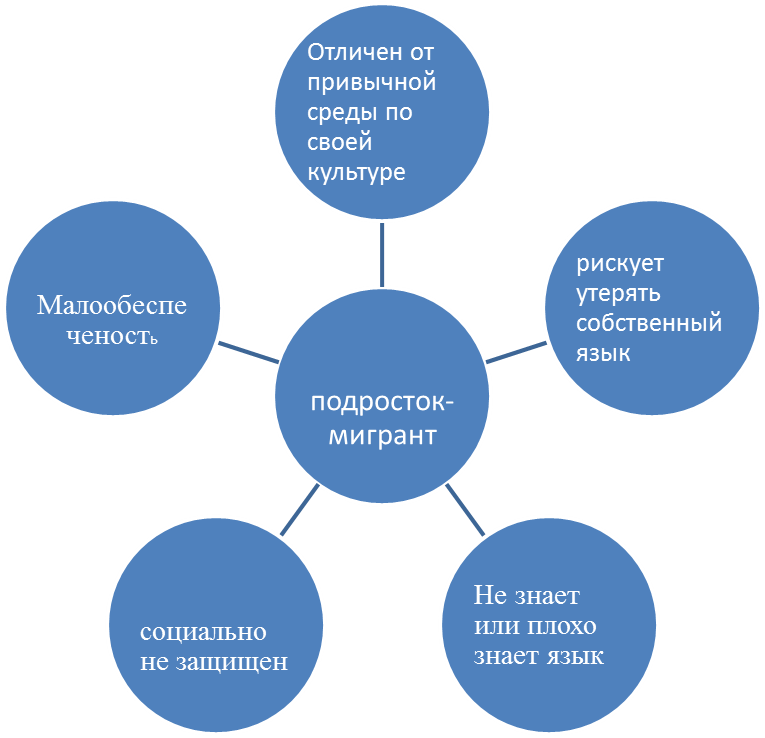 Отличен от
привычной
среды по
своей
культуре
рискует
утерять
собственный
язык
Не знает
или плохо
знает язык
социально
не защищен
Малообеспе
ченость
подросток-
мигрант